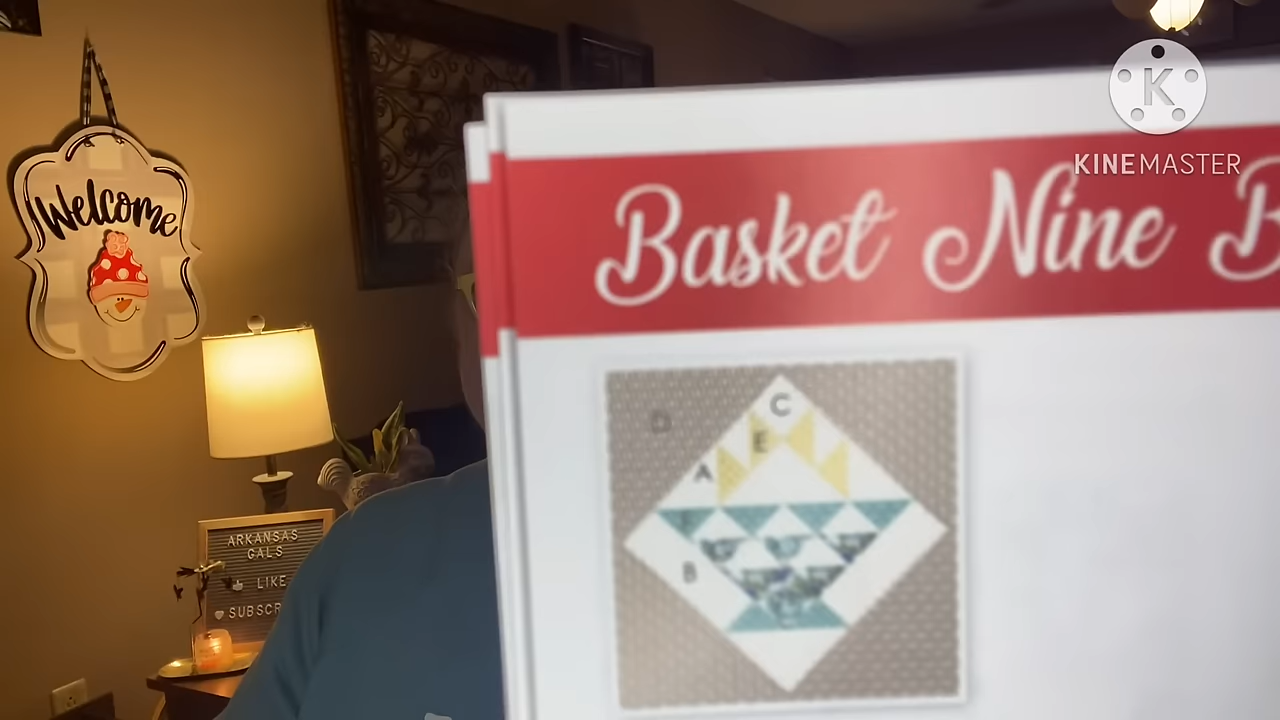 Welcome
ARKANSAS
GALS
LIKE
SUBSCR
K
KINEMASTER
Basket Nine B
D
C
E
A
B